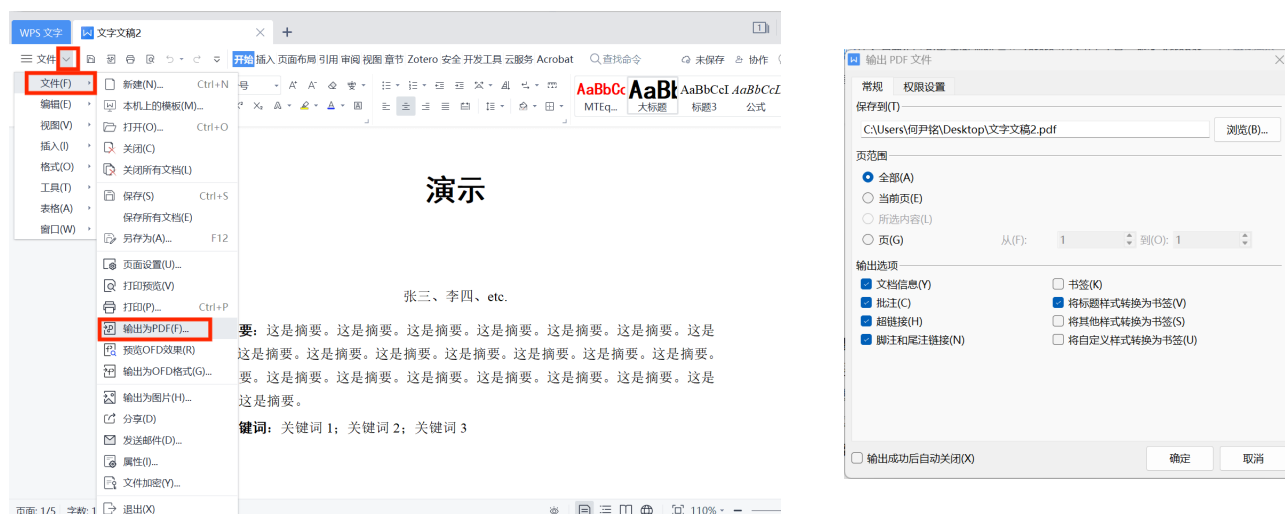 WPS 文字
文字文稿2
文件
开始 插入 页面布局 引用 审阅 视图 章节 Zotero 安全 开发工具 云服务 Acrobat
查找命令
未保存
协作
文件(F)
编辑(E)
视图(V)
插入(I)
格式(O)
工具(T)
表格(A)
窗口(W)
新建(N)... Ctrl+N
本机上的模板(M)...
打开(O)... Ctrl+O
关闭(C)
关闭所有文档(L)
保存(S) Ctrl+S
保存所有文档(E)
另存为(A)... F12
页面设置(U)...
打印预览(V)
打印(P)... Ctrl+P
输出为PDF(F)...
预览OFD效果(R)
输出为OFD格式(G)...
输出为图片(H)...
分享(D)
发送邮件(D)...
属性(I)...
文件加密(Y)...
退出(X)
号
AaBbCc AaBb AaBbCcI AaBbCcI
MTEq... 大标题 标题3 公式
演示
张三、李四、etc.
要：这是摘要。这是摘要。这是摘要。这是摘要。这是摘要。这是摘要。这是
这是摘要。这是摘要。这是摘要。这是摘要。这是摘要。这是摘要。这是摘要。
要。这是摘要。这是摘要。这是摘要。这是摘要。这是摘要。这是摘要。这是
这是摘要。
键词：关键词 1；关键词 2；关键词 3
页面: 1/5 字数: 1
110%
输出 PDF 文件
常规 权限设置
保存到(T)
C:\Users\何尹铭\Desktop\文字文稿2.pdf
浏览(B)...
页范围
全部(A)
当前页(E)
所选内容(L)
页(G) 从(F): 1 到(O): 1
输出选项
文档信息(Y) 书签(K)
批注(C) 将标题样式转换为书签(V)
超链接(H) 将其他样式转换为书签(S)
脚注和尾注链接(N) 将自定义样式转换为书签(U)
输出成功后自动关闭(X)
确定 取消